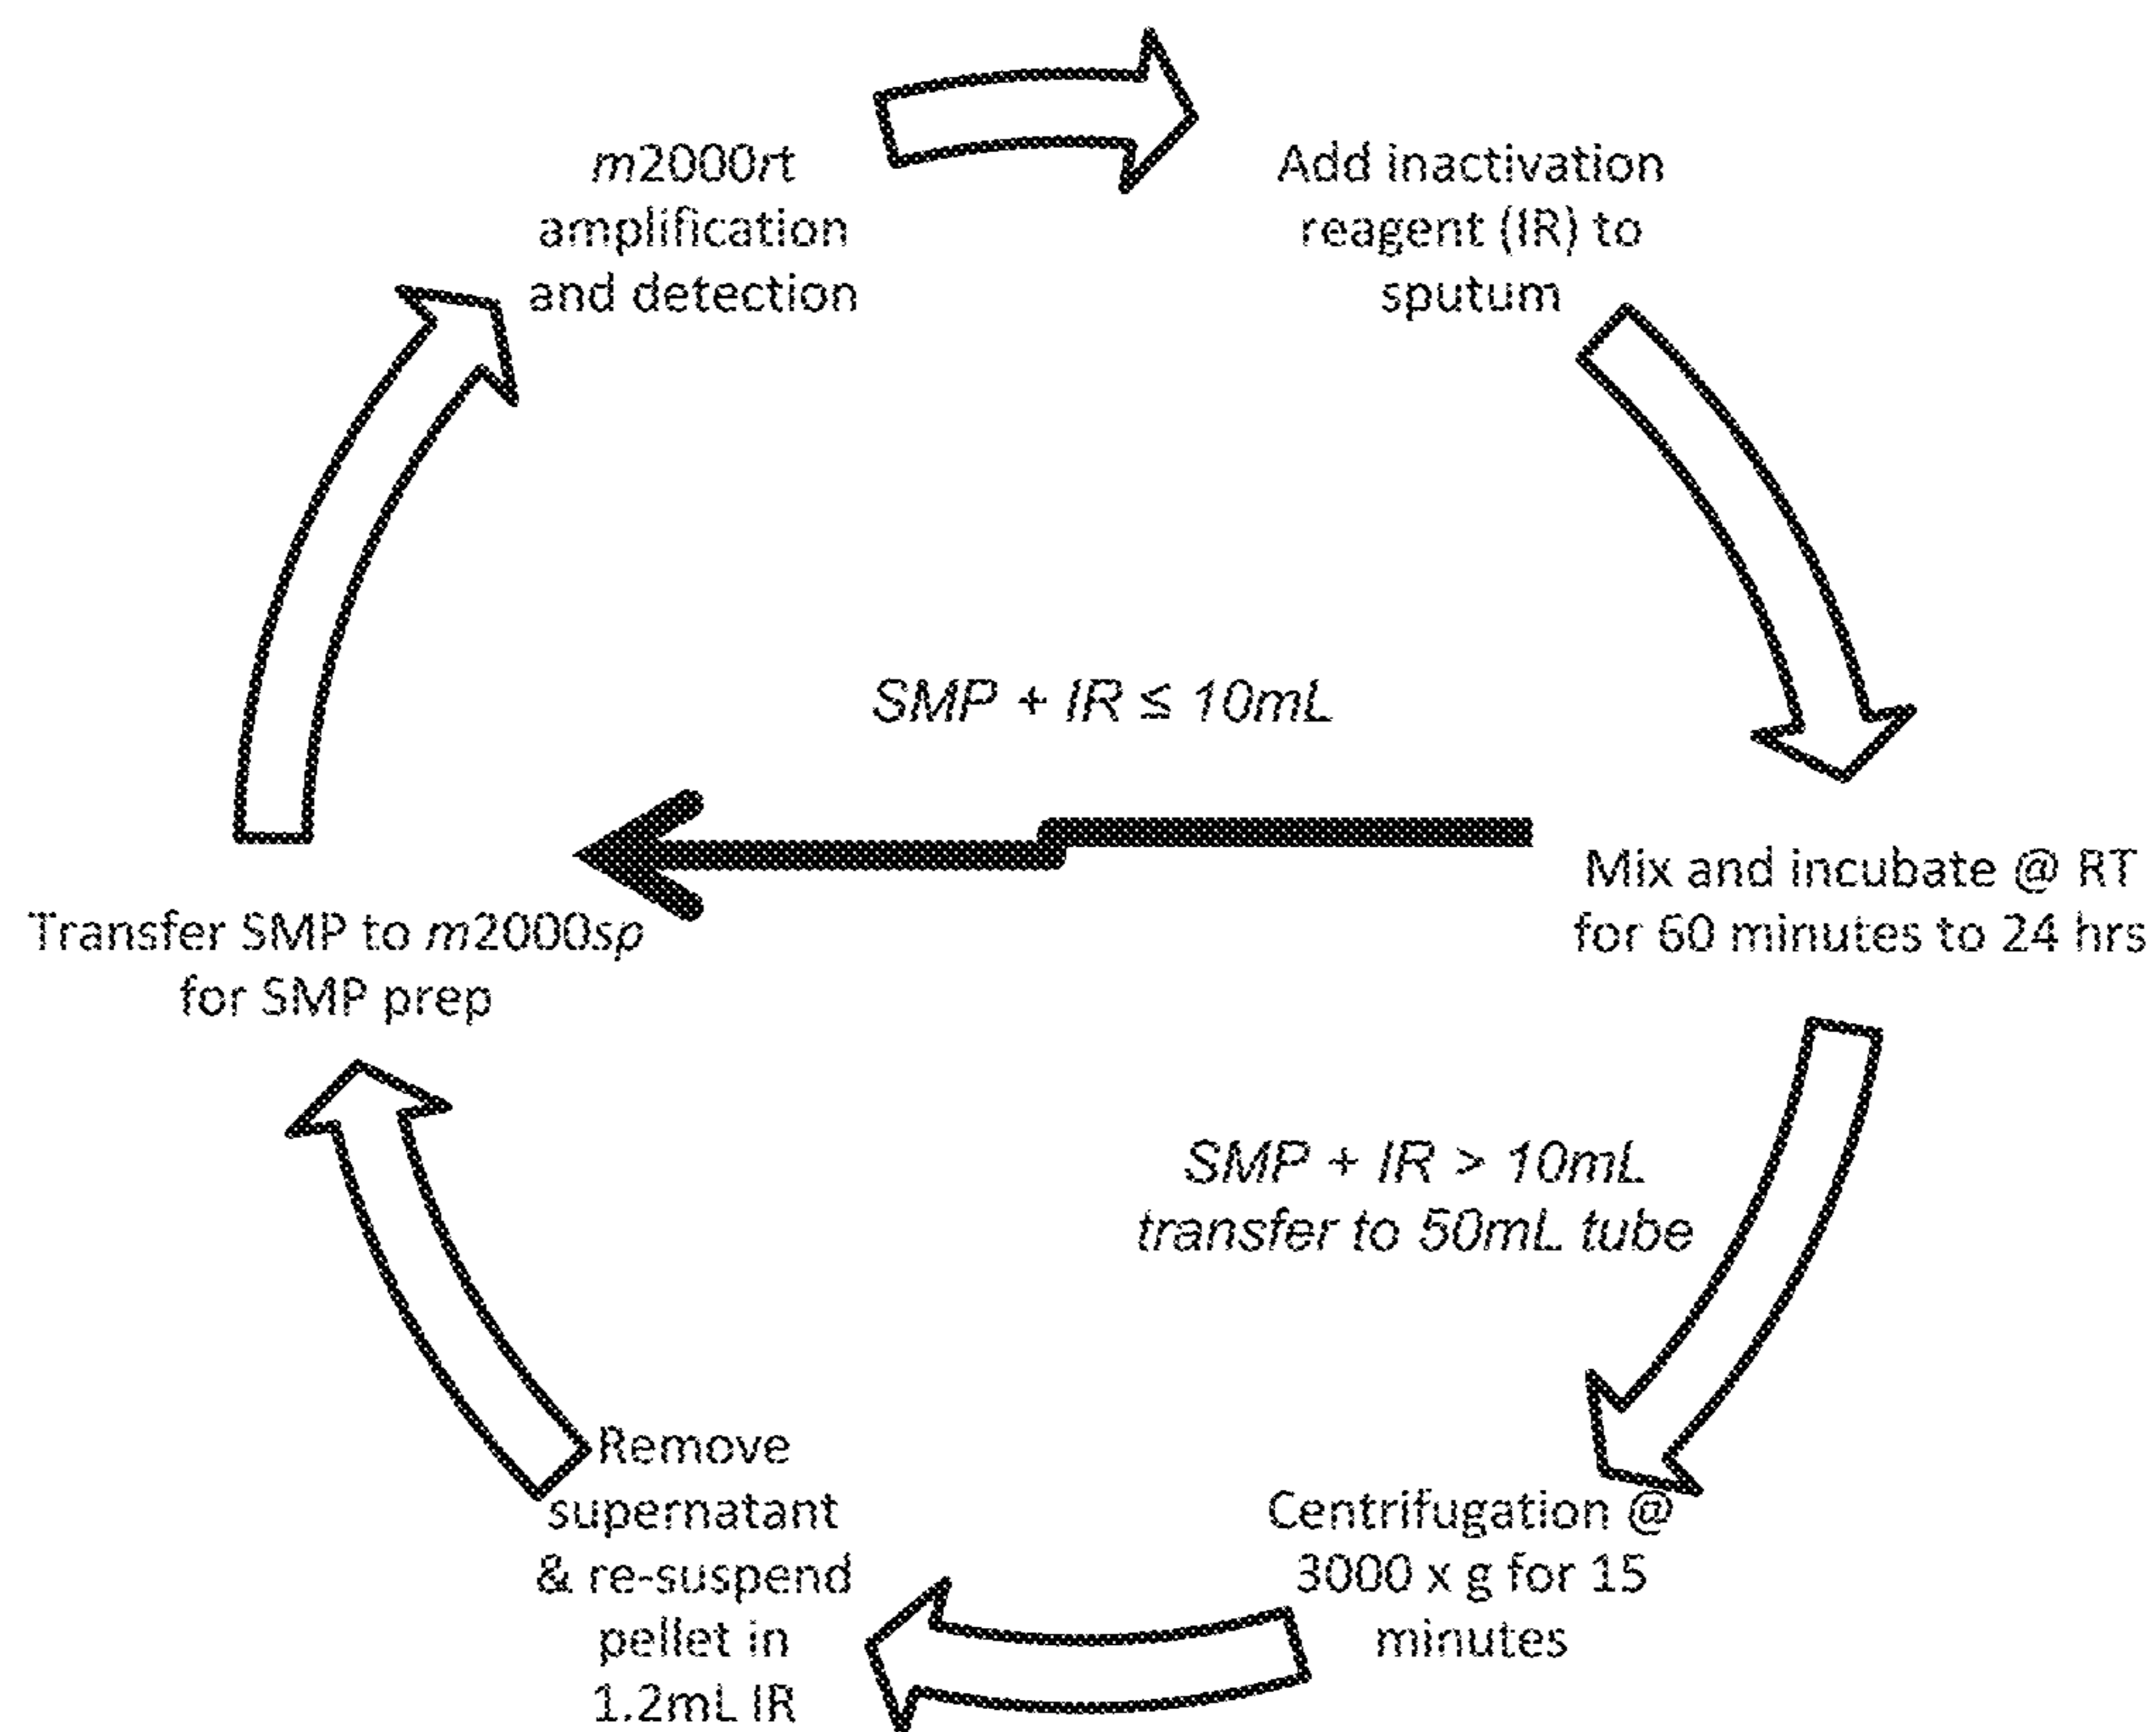 m2000rt
amplification
and detection
Add inactivation
reagent (IR) to
sputum
SMP + IR ≤ 10mL
Mix and incubate @ RT
for 60 minutes to 24 hrs
Transfer SMP to m2000sp
for SMP prep
SMP + IR > 10mL
transfer to 50mL tube
Centrifugation @
3000 x g for 15
minutes
Remove
supernatant
& re-suspend
pellet in
1.2mL IR